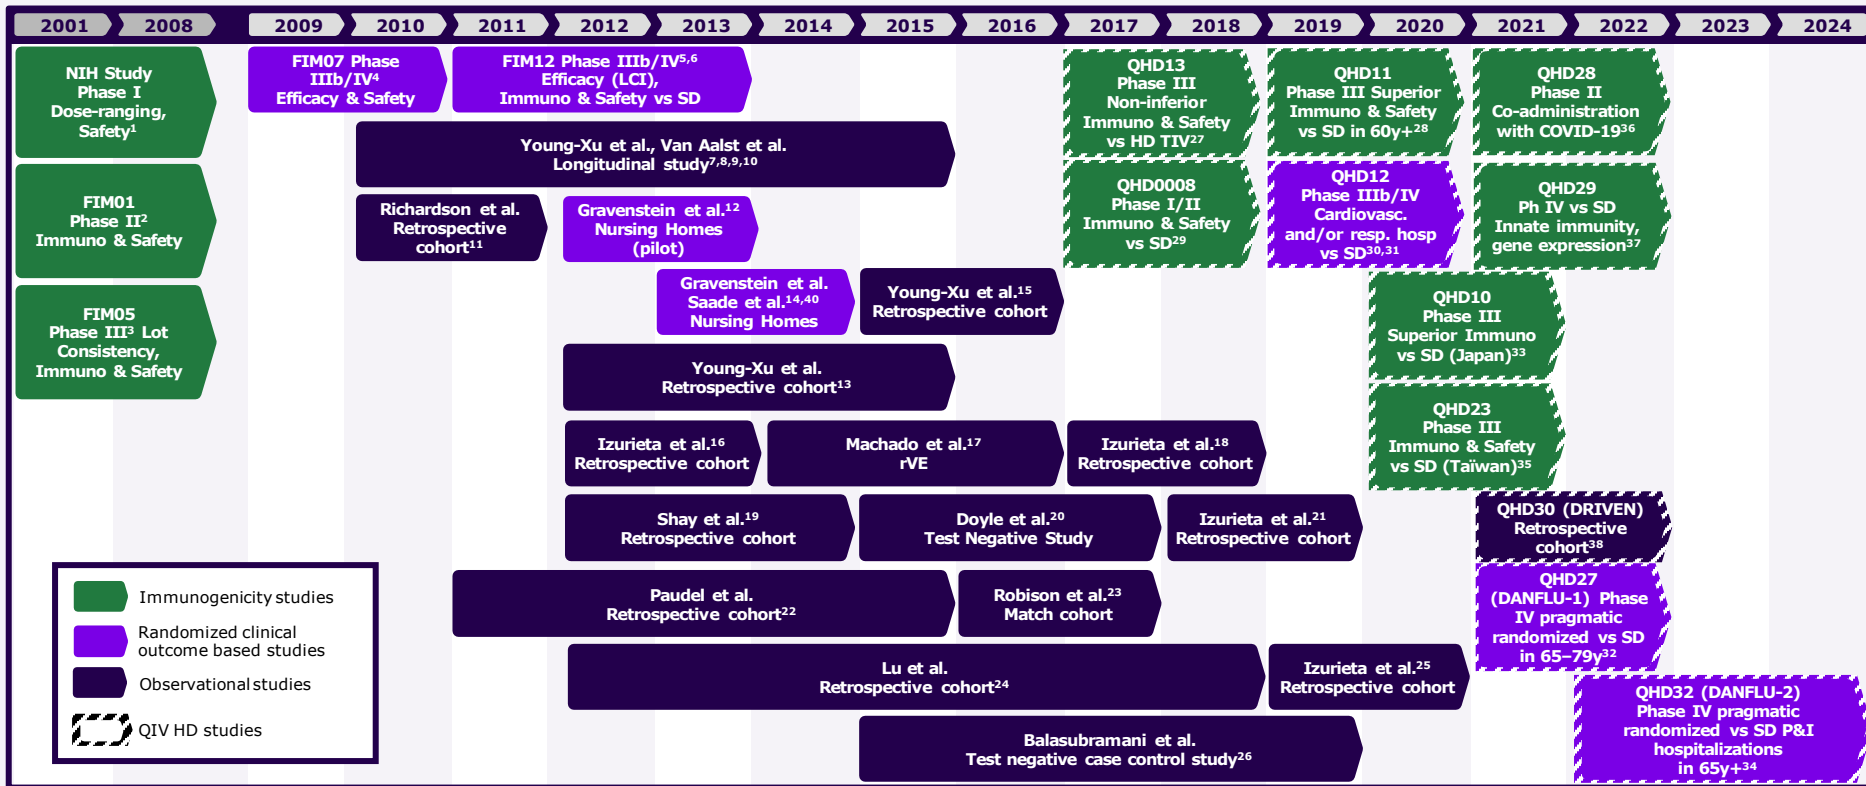 2001 2008 2009 2010 2011 2012 2013 2014 2015 2016 2017 2018 2019 2020 2021 2022 2023 2024
NIH Study
Phase I
Dose-ranging,
Safety¹
FIM01
Phase II²
Immuno & Safety
FIM05
Phase III³ Lot
Consistency,
Immuno & Safety
FIM07 Phase
IIIb/IV⁴
Efficacy & Safety
FIM12 Phase IIIb/IV⁵,⁶
Efficacy (LCI),
Immuno & Safety vs SD
Young-Xu et al., Van Aalst et al.
Longitudinal study⁷,⁸,⁹,¹⁰
Richardson et al.
Retrospective
cohort¹¹
Gravenstein et al.¹²
Nursing Homes
(pilot)
Gravenstein et al.
Saade et al.¹⁴,⁴⁰
Nursing Homes
Young-Xu et al.¹⁵
Retrospective cohort
Young-Xu et al.
Retrospective cohort¹³
Izurieta et al.¹⁶
Retrospective cohort
Machado et al.¹⁷
rVE
Izurieta et al.¹⁸
Retrospective cohort
Shay et al.¹⁹
Retrospective cohort
Doyle et al.²⁰
Test Negative Study
Izurieta et al.²¹
Retrospective cohort
Paudel et al.
Retrospective cohort²²
Robison et al.²³
Match cohort
Lu et al.
Retrospective cohort²⁴
Izurieta et al.²⁵
Retrospective cohort
Balasubramani et al.
Test negative case control study²⁶
QHD13
Phase III
Non-inferior
Immuno & Safety
vs HD TIV²⁷
QHD0008
Phase I/II
Immuno & Safety
vs SD²⁹
QHD11
Phase III Superior
Immuno & Safety
vs SD in 60y+²⁸
QHD12
Phase IIIb/IV
Cardiovasc.
and/or resp. hosp
vs SD³⁰,³¹
QHD28
Phase II
Co-administration
with COVID-19³⁶
QHD29
Ph IV vs SD
Innate immunity,
gene expression³⁷
QHD10
Phase III
Superior Immuno
vs SD (Japan)³³
QHD23
Phase III
Immuno & Safety
vs SD (Taïwan)³⁵
QHD30 (DRIVEN)
Retrospective
cohort³⁸
QHD27
(DANFLU-1) Phase
IV pragmatic
randomized vs SD
in 65–79y³²
QHD32 (DANFLU-2)
Phase IV pragmatic
randomized vs SD P&I
hospitalizations
in 65y+³⁴
Immunogenicity studies
Randomized clinical
outcome based studies
Observational studies
QIV HD studies